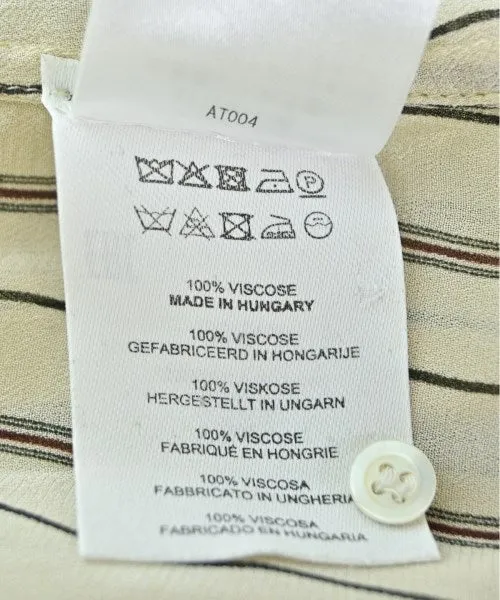 AT004
P
100% VISCOSE
MADE IN HUNGARY
100% VISCOSE
GEFABRICEERD IN HONGARIJE
100% VISKOSE
HERGESTELLT IN UNGARN
100% VISCOSE
FABRIQUÉ EN HONGRIE
100% VISCOSA
FABBRICATO IN UNGHERIA
100% VISCOSA
FABRICADO EN HUNGARIA